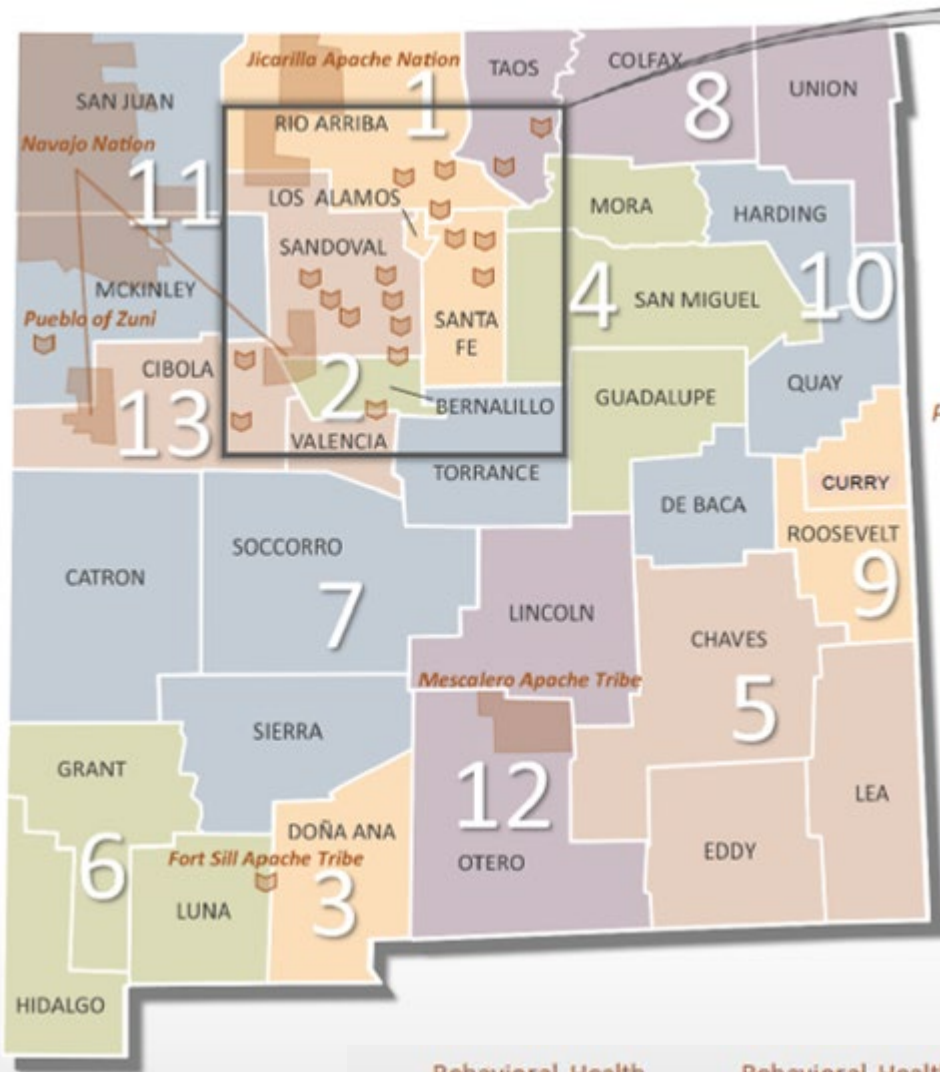 Jicarilla Apache Nation
TAOS
COLFAX
UNION
SAN JUAN
1
8
RIO ARRIBA
Navajo Nation
11
LOS ALAMOS
MORA
HARDING
SANDOVAL
10
MCKINLEY
4
SAN MIGUEL
Pueblo of Zuni
SANTA
FE
CIBOLA
2
QUAY
13
BERNALILLO
GUADALUPE
VALENCIA
TORRANCE
CURRY
DE BACA
ROOSEVELT
SOCCORRO
CATRON
7
9
LINCOLN
CHAVES
Mescalero Apache Tribe
5
SIERRA
GRANT
12
LEA
DOÑA ANA
Fort Sill Apache Tribe
EDDY
OTERO
6
3
LUNA
HIDALGO
Behavioral Health
Behavioral Healt